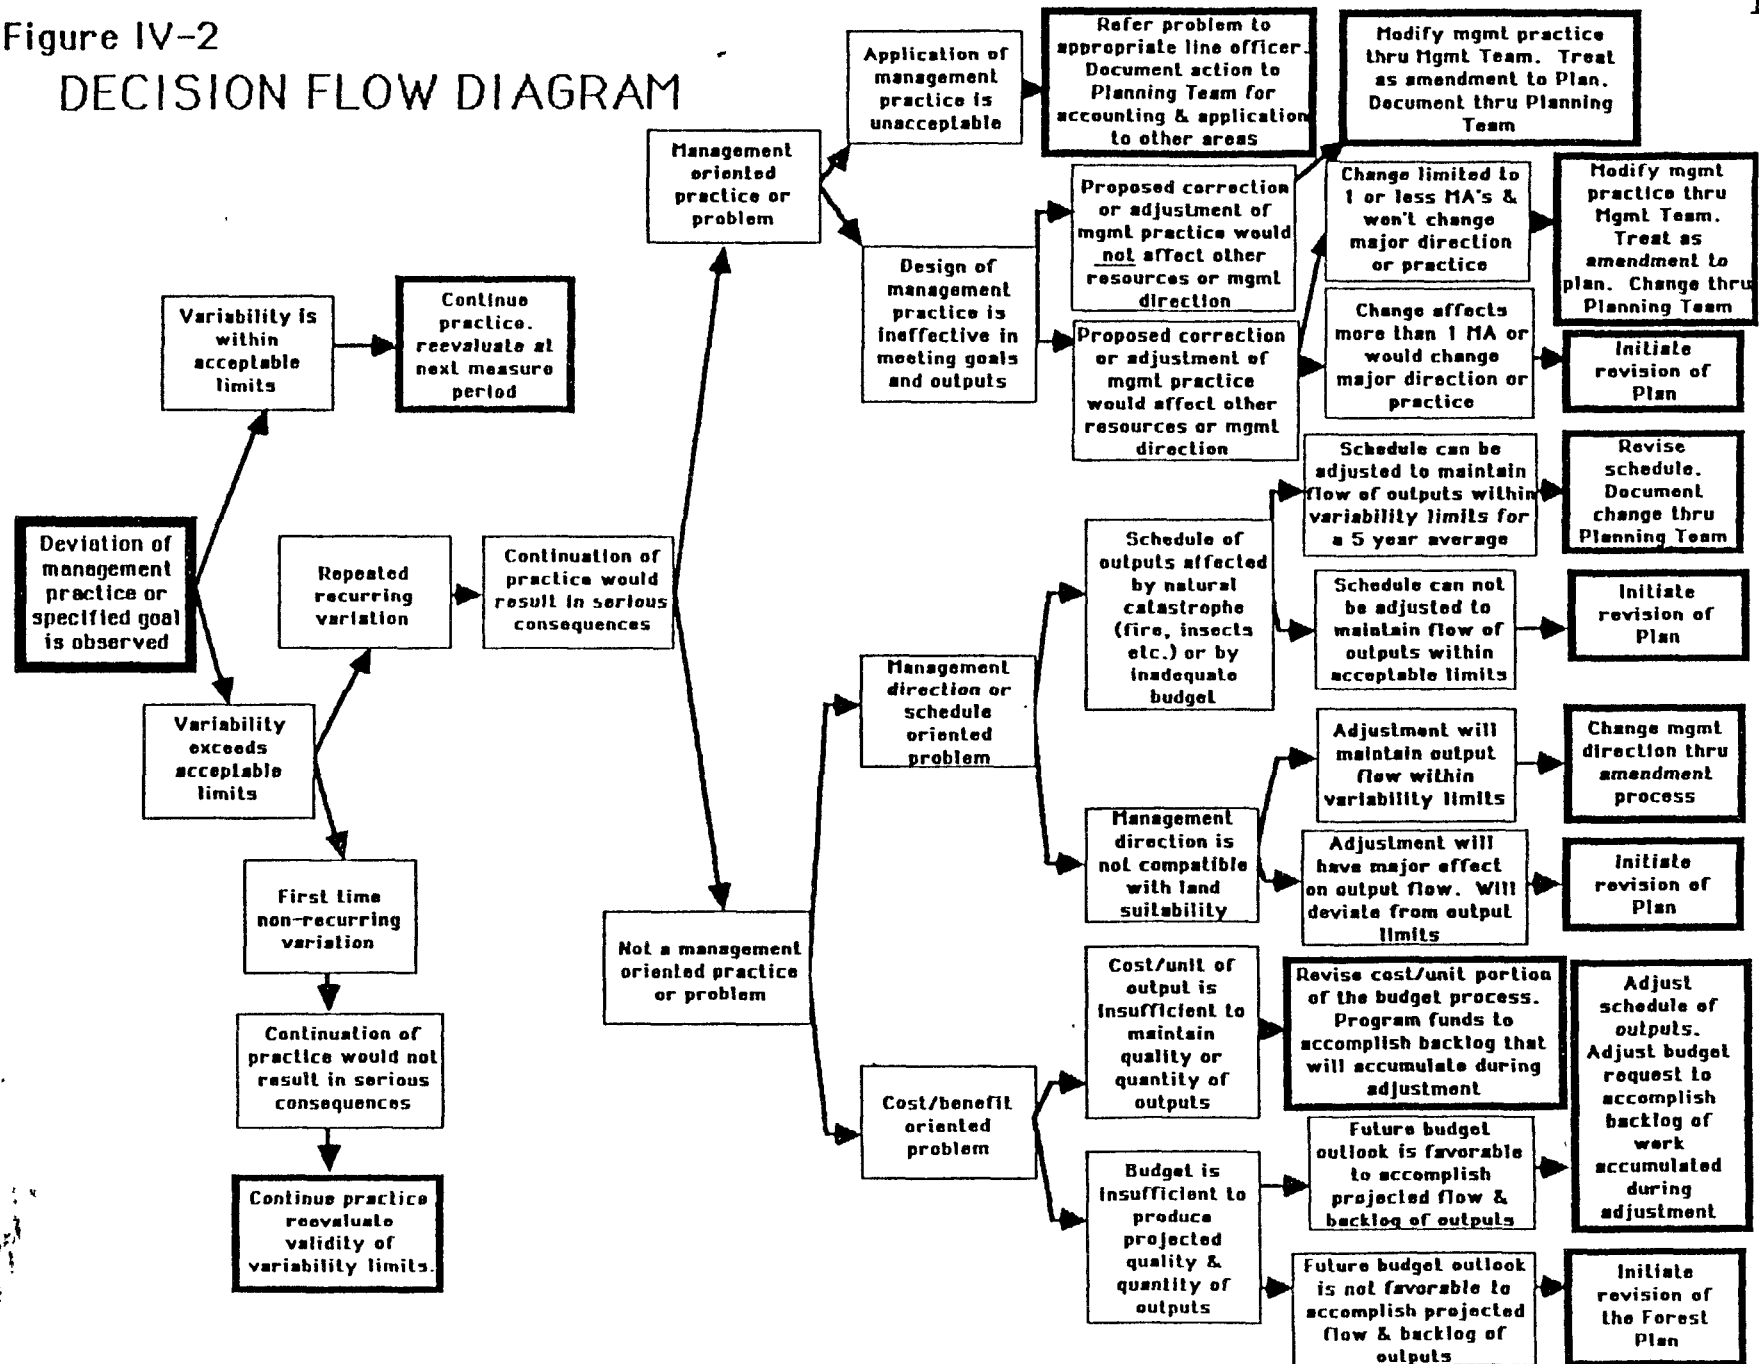 Figure IV-2
DECISION FLOW DIAGRAM
Deviation of
management
practice or
specified goal
is observed
Variability is
within
acceptable
limits
Continue
practice.
reevaluate at
next measure
period
Variability
exceeds
acceptable
limits
Repeated
recurring
variation
Continuation of
practice would
result in serious
consequences
First time
non-recurring
variation
Continuation of
practice would not
result in serious
consequences
Continue practice
reevaluate
validity of
variability limits.
Management
oriented
practice or
problem
Application of
management
practice is
unacceptable
Refer problem to
appropriate line officer.
Document action to
Planning Team for
accounting & application
to other areas
Design of
management
practice is
ineffective in
meeting goals
and outputs
Proposed correction
or adjustment of
mgmt practice would
not affect other
resources or mgmt
direction
Modify mgmt practice
thru Mgmt Team. Treat
as amendment to Plan.
Document thru Planning
Team
Proposed correction
or adjustment of
mgmt practice
would affect other
resources or mgmt
direction
Change limited to
1 or less MA's &
won't change
major direction
or practice
Modify mgmt
practice thru
Mgmt Team.
Treat as
amendment to
plan. Change thru
Planning Team
Change affects
more than 1 MA or
would change
major direction or
practice
Initiate
revision of
Plan
Not a management
oriented practice
or problem
Management
direction or
schedule
oriented
problem
Schedule of
outputs affected
by natural
catastrophe
(fire, insects
etc.) or by
inadequate
budget
Schedule can be
adjusted to maintain
flow of outputs within
variability limits for
a 5 year average
Revise
schedule.
Document
change thru
Planning Team
Schedule can not
be adjusted to
maintain flow of
outputs within
acceptable limits
Initiate
revision of
Plan
Management
direction is
not compatible
with land
suitability
Adjustment will
maintain output
flow within
variability limits
Change mgmt
direction thru
amendment
process
Adjustment will
have major effect
on output flow. Will
deviate from output
limits
Initiate
revision of
Plan
Cost/benefit
oriented
problem
Cost/unit of
output is
insufficient to
maintain
quality or
quantity of
outputs
Revise cost/unit portion
of the budget process.
Program funds to
accomplish backlog that
will accumulate during
adjustment
Budget is
insufficient to
produce
projected
quality &
quantity of
outputs
Future budget
outlook is favorable
to accomplish
projected flow &
backlog of outputs
Adjust
schedule of
outputs.
Adjust budget
request to
accomplish
backlog of
work
accumulated
during
adjustment
Future budget outlook
is not favorable to
accomplish projected
flow & backlog of
outputs
Initiate
revision of
the Forest
Plan